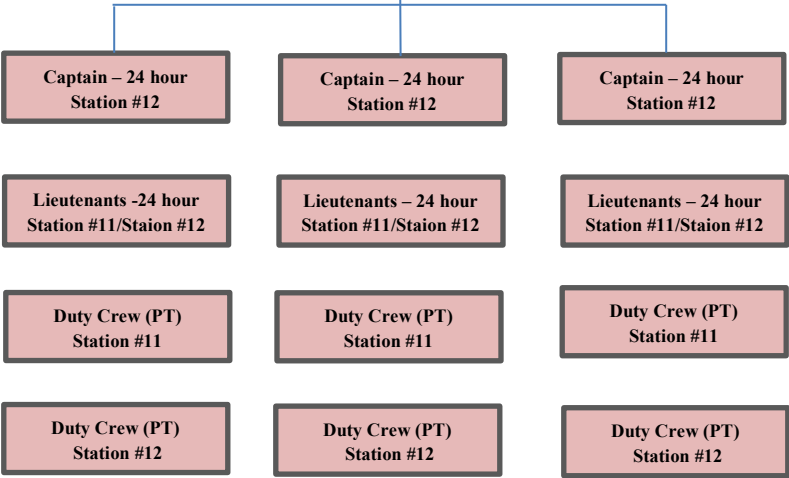 Captain – 24 hour
Station #12
Captain – 24 hour
Station #12
Captain – 24 hour
Station #12
Lieutenants -24 hour
Station #11/Staion #12
Lieutenants – 24 hour
Station #11/Staion #12
Lieutenants – 24 hour
Station #11/Staion #12
Duty Crew (PT)
Station #11
Duty Crew (PT)
Station #11
Duty Crew (PT)
Station #11
Duty Crew (PT)
Station #12
Duty Crew (PT)
Station #12
Duty Crew (PT)
Station #12